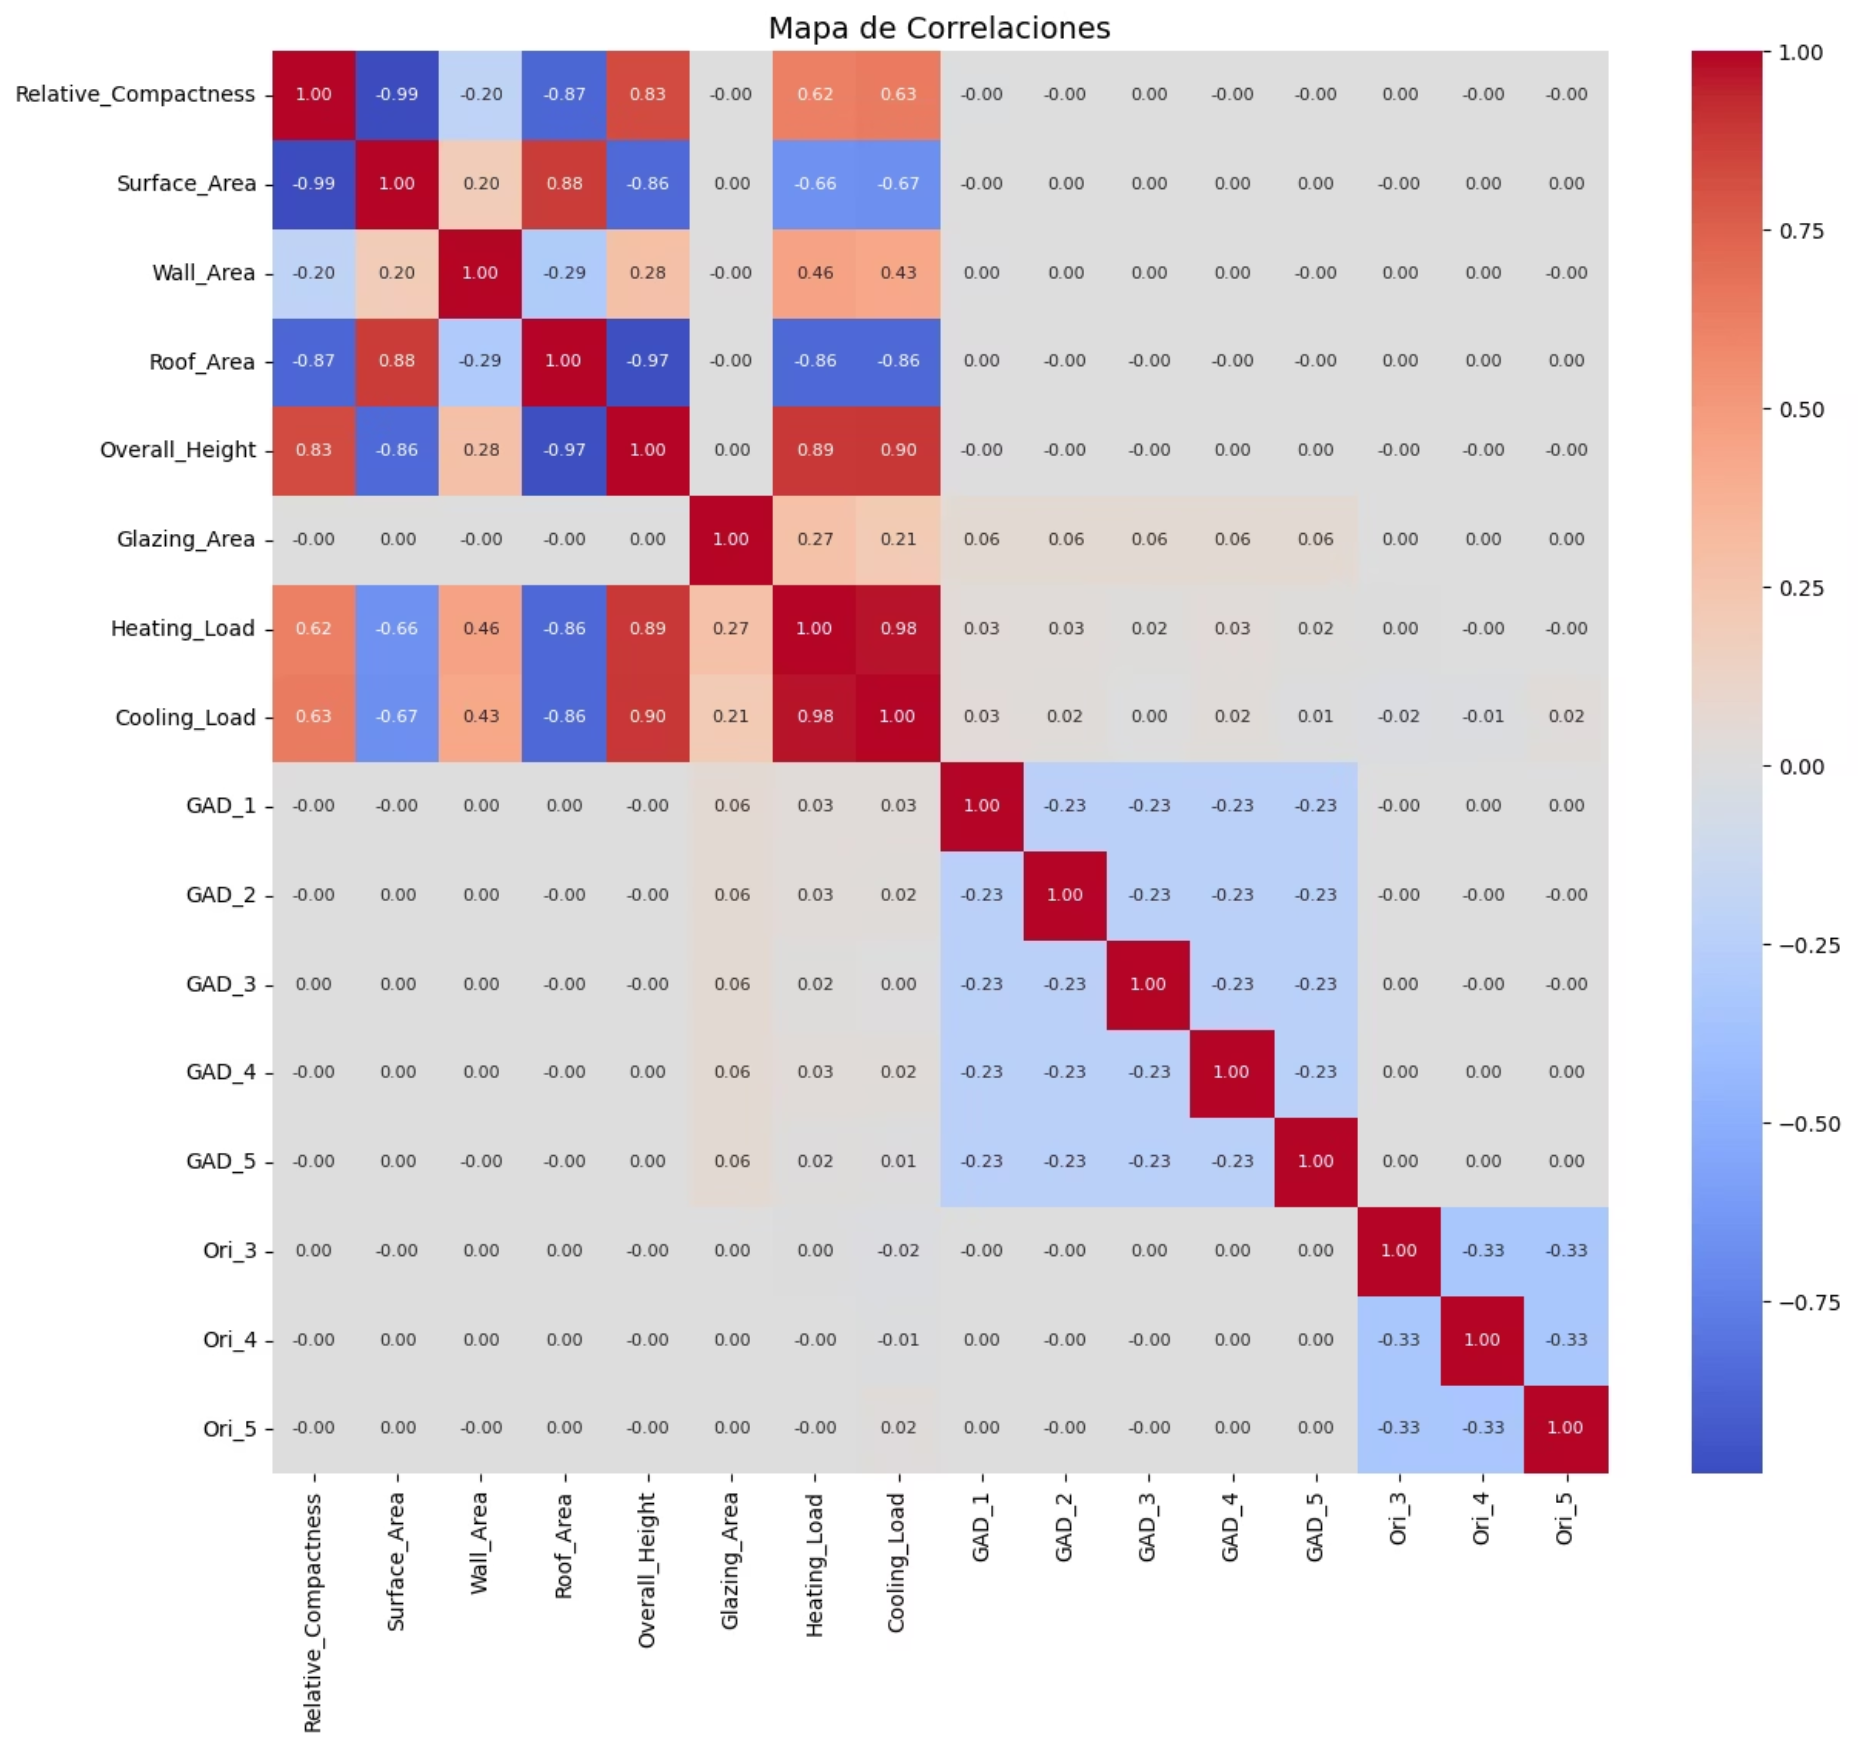 Mapa de Correlaciones
Relative_Compactness 1.00 -0.99 -0.20 -0.87 0.83 -0.00 0.62 0.63 -0.00 -0.00 0.00 -0.00 -0.00 0.00 -0.00 -0.00
Surface_Area -0.99 1.00 0.20 0.88 -0.86 0.00 -0.66 -0.67 -0.00 0.00 0.00 0.00 0.00 -0.00 0.00 0.00
Wall_Area -0.20 0.20 1.00 -0.29 0.28 -0.00 0.46 0.43 0.00 0.00 0.00 0.00 -0.00 0.00 0.00 -0.00
Roof_Area -0.87 0.88 -0.29 1.00 -0.97 -0.00 -0.86 -0.86 0.00 -0.00 -0.00 -0.00 -0.00 0.00 0.00 0.00
Overall_Height 0.83 -0.86 0.28 -0.97 1.00 0.00 0.89 0.90 -0.00 -0.00 -0.00 0.00 0.00 -0.00 -0.00 -0.00
Glazing_Area -0.00 0.00 -0.00 -0.00 0.00 1.00 0.27 0.21 0.06 0.06 0.06 0.06 0.06 0.00 0.00 0.00
Heating_Load 0.62 -0.66 0.46 -0.86 0.89 0.27 1.00 0.98 0.03 0.03 0.02 0.03 0.02 0.00 -0.00 -0.00
Cooling_Load 0.63 -0.67 0.43 -0.86 0.90 0.21 0.98 1.00 0.03 0.02 0.00 0.02 0.01 -0.02 -0.01 0.02
GAD_1 -0.00 -0.00 0.00 0.00 -0.00 0.06 0.03 0.03 1.00 -0.23 -0.23 -0.23 -0.23 -0.00 0.00 0.00
GAD_2 -0.00 0.00 0.00 -0.00 -0.00 0.06 0.03 0.02 -0.23 1.00 -0.23 -0.23 -0.23 -0.00 -0.00 -0.00
GAD_3 0.00 0.00 0.00 -0.00 -0.00 0.06 0.02 0.00 -0.23 -0.23 1.00 -0.23 -0.23 0.00 -0.00 -0.00
GAD_4 -0.00 0.00 0.00 -0.00 0.00 0.06 0.03 0.02 -0.23 -0.23 -0.23 1.00 -0.23 0.00 0.00 0.00
GAD_5 -0.00 0.00 -0.00 -0.00 0.00 0.06 0.02 0.01 -0.23 -0.23 -0.23 -0.23 1.00 0.00 0.00 0.00
Ori_3 0.00 -0.00 0.00 0.00 -0.00 0.00 0.00 -0.02 -0.00 -0.00 0.00 0.00 0.00 1.00 -0.33 -0.33
Ori_4 -0.00 0.00 0.00 0.00 -0.00 0.00 -0.00 -0.01 0.00 -0.00 -0.00 0.00 0.00 -0.33 1.00 -0.33
Ori_5 -0.00 0.00 -0.00 0.00 -0.00 0.00 -0.00 0.02 0.00 -0.00 -0.00 0.00 0.00 -0.33 -0.33 1.00
Relative_Compactness
Surface_Area
Wall_Area
Roof_Area
Overall_Height
Glazing_Area
Heating_Load
Cooling_Load
GAD_1
GAD_2
GAD_3
GAD_4
GAD_5
Ori_3
Ori_4
Ori_5
1.00
0.75
0.50
0.25
0.00
−0.25
−0.50
−0.75